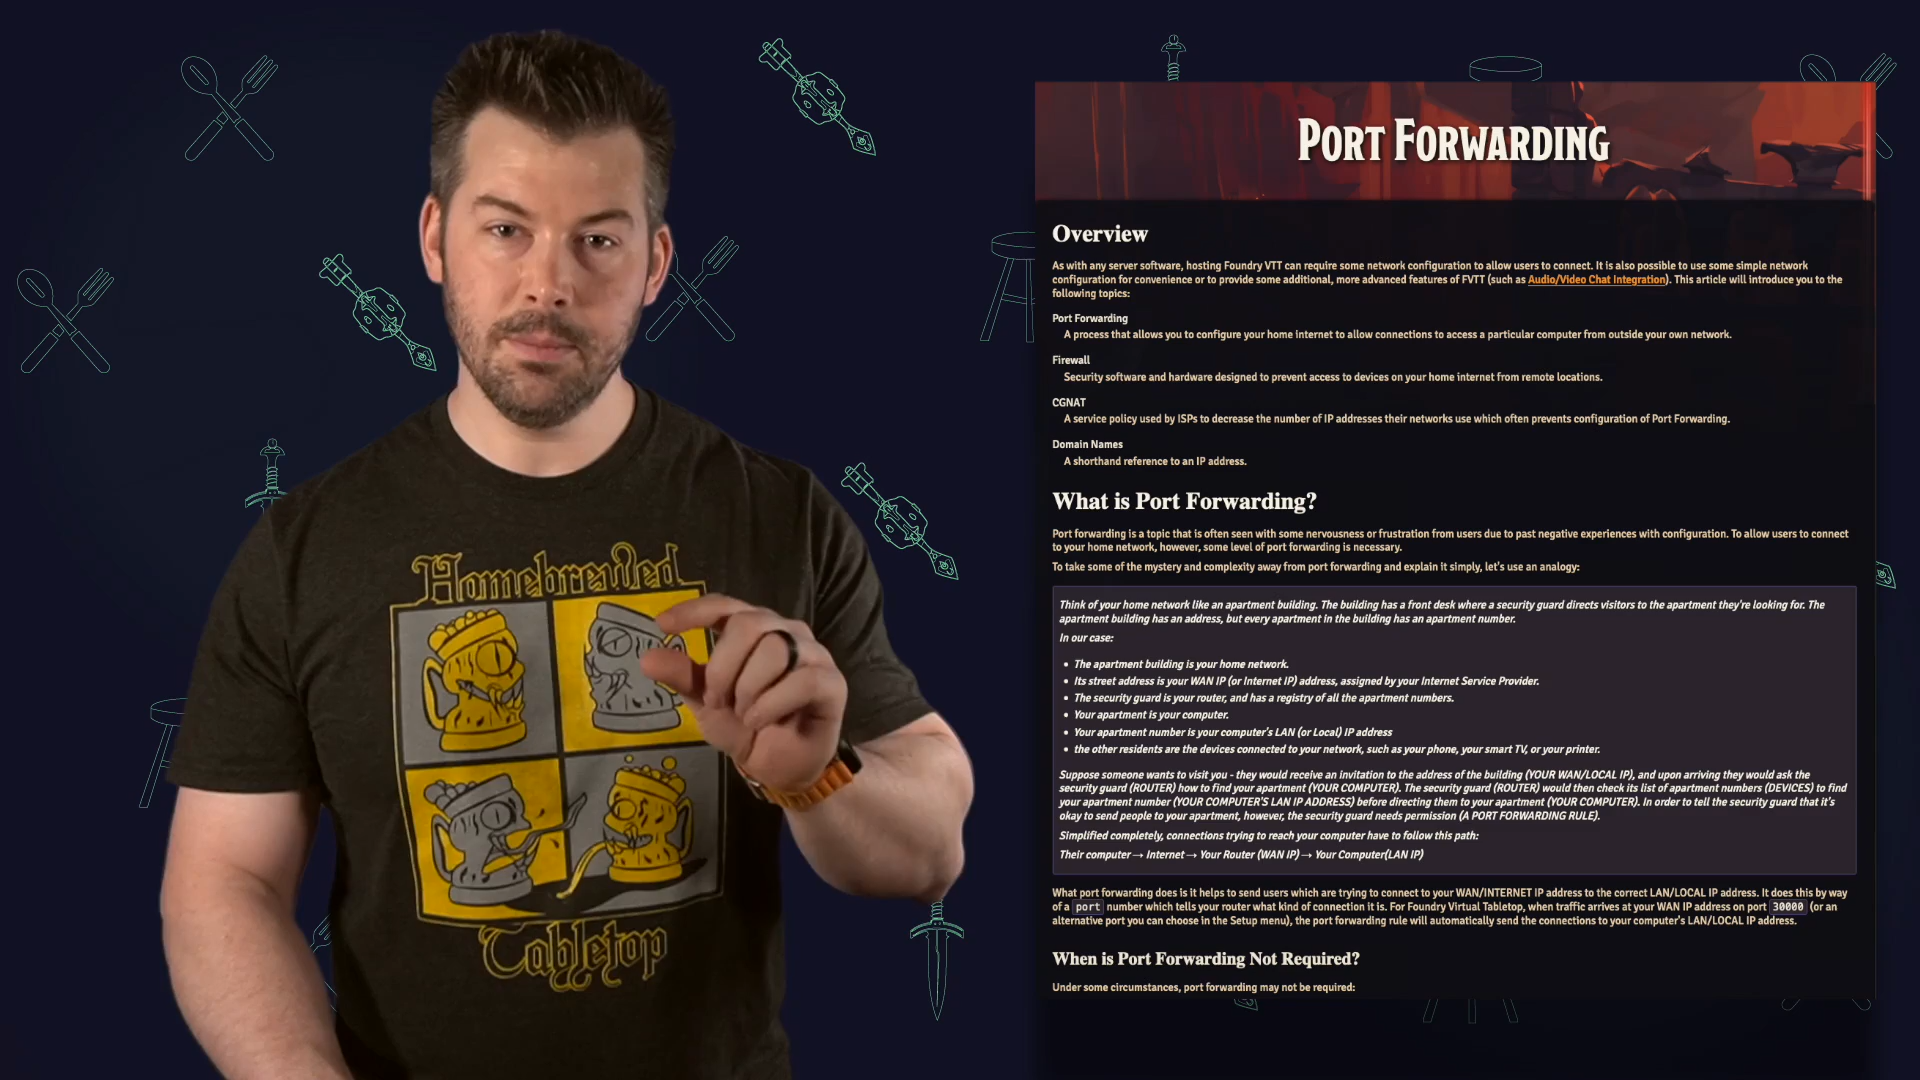 Homebrewed
Tabletop
PORT FORWARDING
Overview
As with any server software, hosting Foundry VTT can require some network configuration to allow users to connect. It is also possible to use some simple network
configuration for convenience or to provide some additional, more advanced features of FVTT (such as Audio/Video Chat Integration). This article will introduce you to the
following topics:
Port Forwarding
A process that allows you to configure your home internet to allow connections to access a particular computer from outside your own network.
Firewall
Security software and hardware designed to prevent access to devices on your home internet from remote locations.
CGNAT
A service policy used by ISPs to decrease the number of IP addresses their networks use which often prevents configuration of Port Forwarding.
Domain Names
A shorthand reference to an IP address.
What is Port Forwarding?
Port forwarding is a topic that is often seen with some nervousness or frustration from users due to past negative experiences with configuration. To allow users to connect
to your home network, however, some level of port forwarding is necessary.
To take some of the mystery and complexity away from port forwarding and explain it simply, let's use an analogy:
Think of your home network like an apartment building. The building has a front desk where a security guard directs visitors to the apartment they're looking for. The
apartment building has an address, but every apartment in the building has an apartment number.
In our case:
• The apartment building is your home network.
• Its street address is your WAN IP (or Internet IP) address, assigned by your Internet Service Provider.
• The security guard is your router, and has a registry of all the apartment numbers.
• Your apartment is your computer.
• Your apartment number is your computer's LAN (or Local) IP address
• the other residents are the devices connected to your network, such as your phone, your smart TV, or your printer.
Suppose someone wants to visit you - they would receive an invitation to the address of the building (YOUR WAN/LOCAL IP), and upon arriving they would ask the
security guard (ROUTER) how to find your apartment (YOUR COMPUTER). The security guard (ROUTER) would then check its list of apartment numbers (DEVICES) to find
your apartment number (YOUR COMPUTER'S LAN IP ADDRESS) before directing them to your apartment (YOUR COMPUTER). In order to tell the security guard that it's
okay to send people to your apartment, however, the security guard needs permission (A PORT FORWARDING RULE).
Simplified completely, connections trying to reach your computer have to follow this path:
Their computer → Internet → Your Router (WAN IP) → Your Computer(LAN IP)
What port forwarding does is it helps to send users which are trying to connect to your WAN/INTERNET IP address to the correct LAN/LOCAL IP address. It does this by way
of a port number which tells your router what kind of connection it is. For Foundry Virtual Tabletop, when traffic arrives at your WAN IP address on port 30000 (or an
alternative port you can choose in the Setup menu), the port forwarding rule will automatically send the connections to your computer's LAN/LOCAL IP address.
When is Port Forwarding Not Required?
Under some circumstances, port forwarding may not be required: